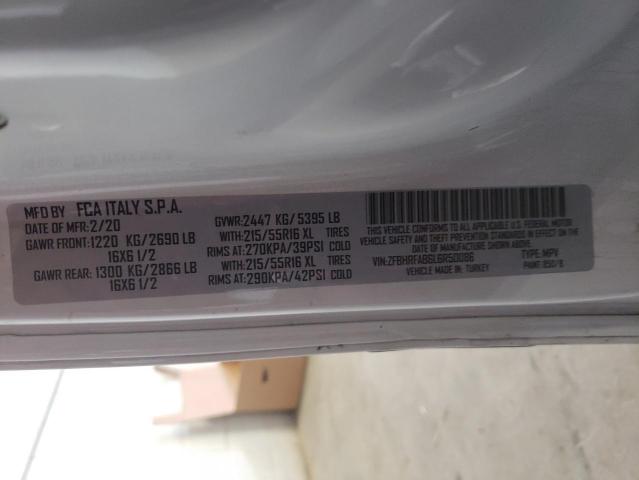 MFD BY FCA ITALY S.P.A.
DATE OF MFR: 2/20 GVWR: 2447 KG/5395 LB
GAWR FRONT: 1220 KG/2690 LB WITH 215/55R16 XL TIRES
16X6 1/2 RIMS AT: 270KPA/39PSI COLD
GAWR REAR: 1300 KG/2866 LB WITH 215/55R16 XL TIRES
16X6 1/2 RIMS AT: 290KPA/42PSI COLD
THIS VEHICLE CONFORMS TO ALL APPLICABLE U.S. FEDERAL MOTOR
VEHICLE SAFETY STANDARDS IN EFFECT ON THE
DATE OF MANUFACTURE SHOWN ABOVE.
VIN: ZFBHRFAB6L6R50086 TYPE: MPV
VEHICLE MADE IN: TURKEY PAINT: 850/B